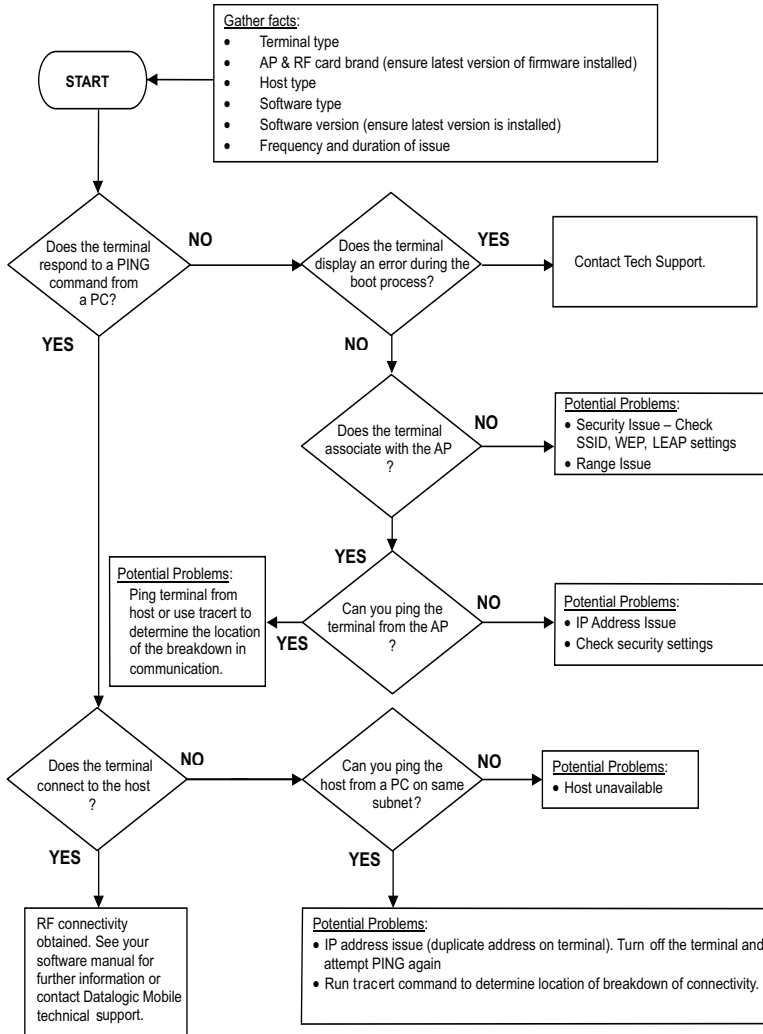 Gather facts:
• Terminal type
• AP & RF card brand (ensure latest version of firmware installed)
• Host type
• Software type
• Software version (ensure latest version is installed)
• Frequency and duration of issue
START
Does the terminal
respond to a PING
command from
a PC?
NO
Does the terminal
display an error during the
boot process?
YES
Contact Tech Support.
YES
NO
Does the terminal
associate with the AP
?
NO
Potential Problems:
• Security Issue – Check
SSID, WEP, LEAP settings
• Range Issue
YES
Potential Problems:
Ping terminal from
host or use tracert to
determine the location
of the breakdown in
communication.
YES
Can you ping the
terminal from the AP
?
NO
Potential Problems:
• IP Address Issue
• Check security settings
Does the terminal
connect to the host
?
NO
Can you ping the
host from a PC on same
subnet?
NO
Potential Problems:
• Host unavailable
YES
YES
RF connectivity
obtained. See your
software manual for
further information or
contact Datalogic Mobile
technical support.
Potential Problems:
• IP address issue (duplicate address on terminal). Turn off the terminal and
attempt PING again
• Run tracert command to determine location of breakdown of connectivity.